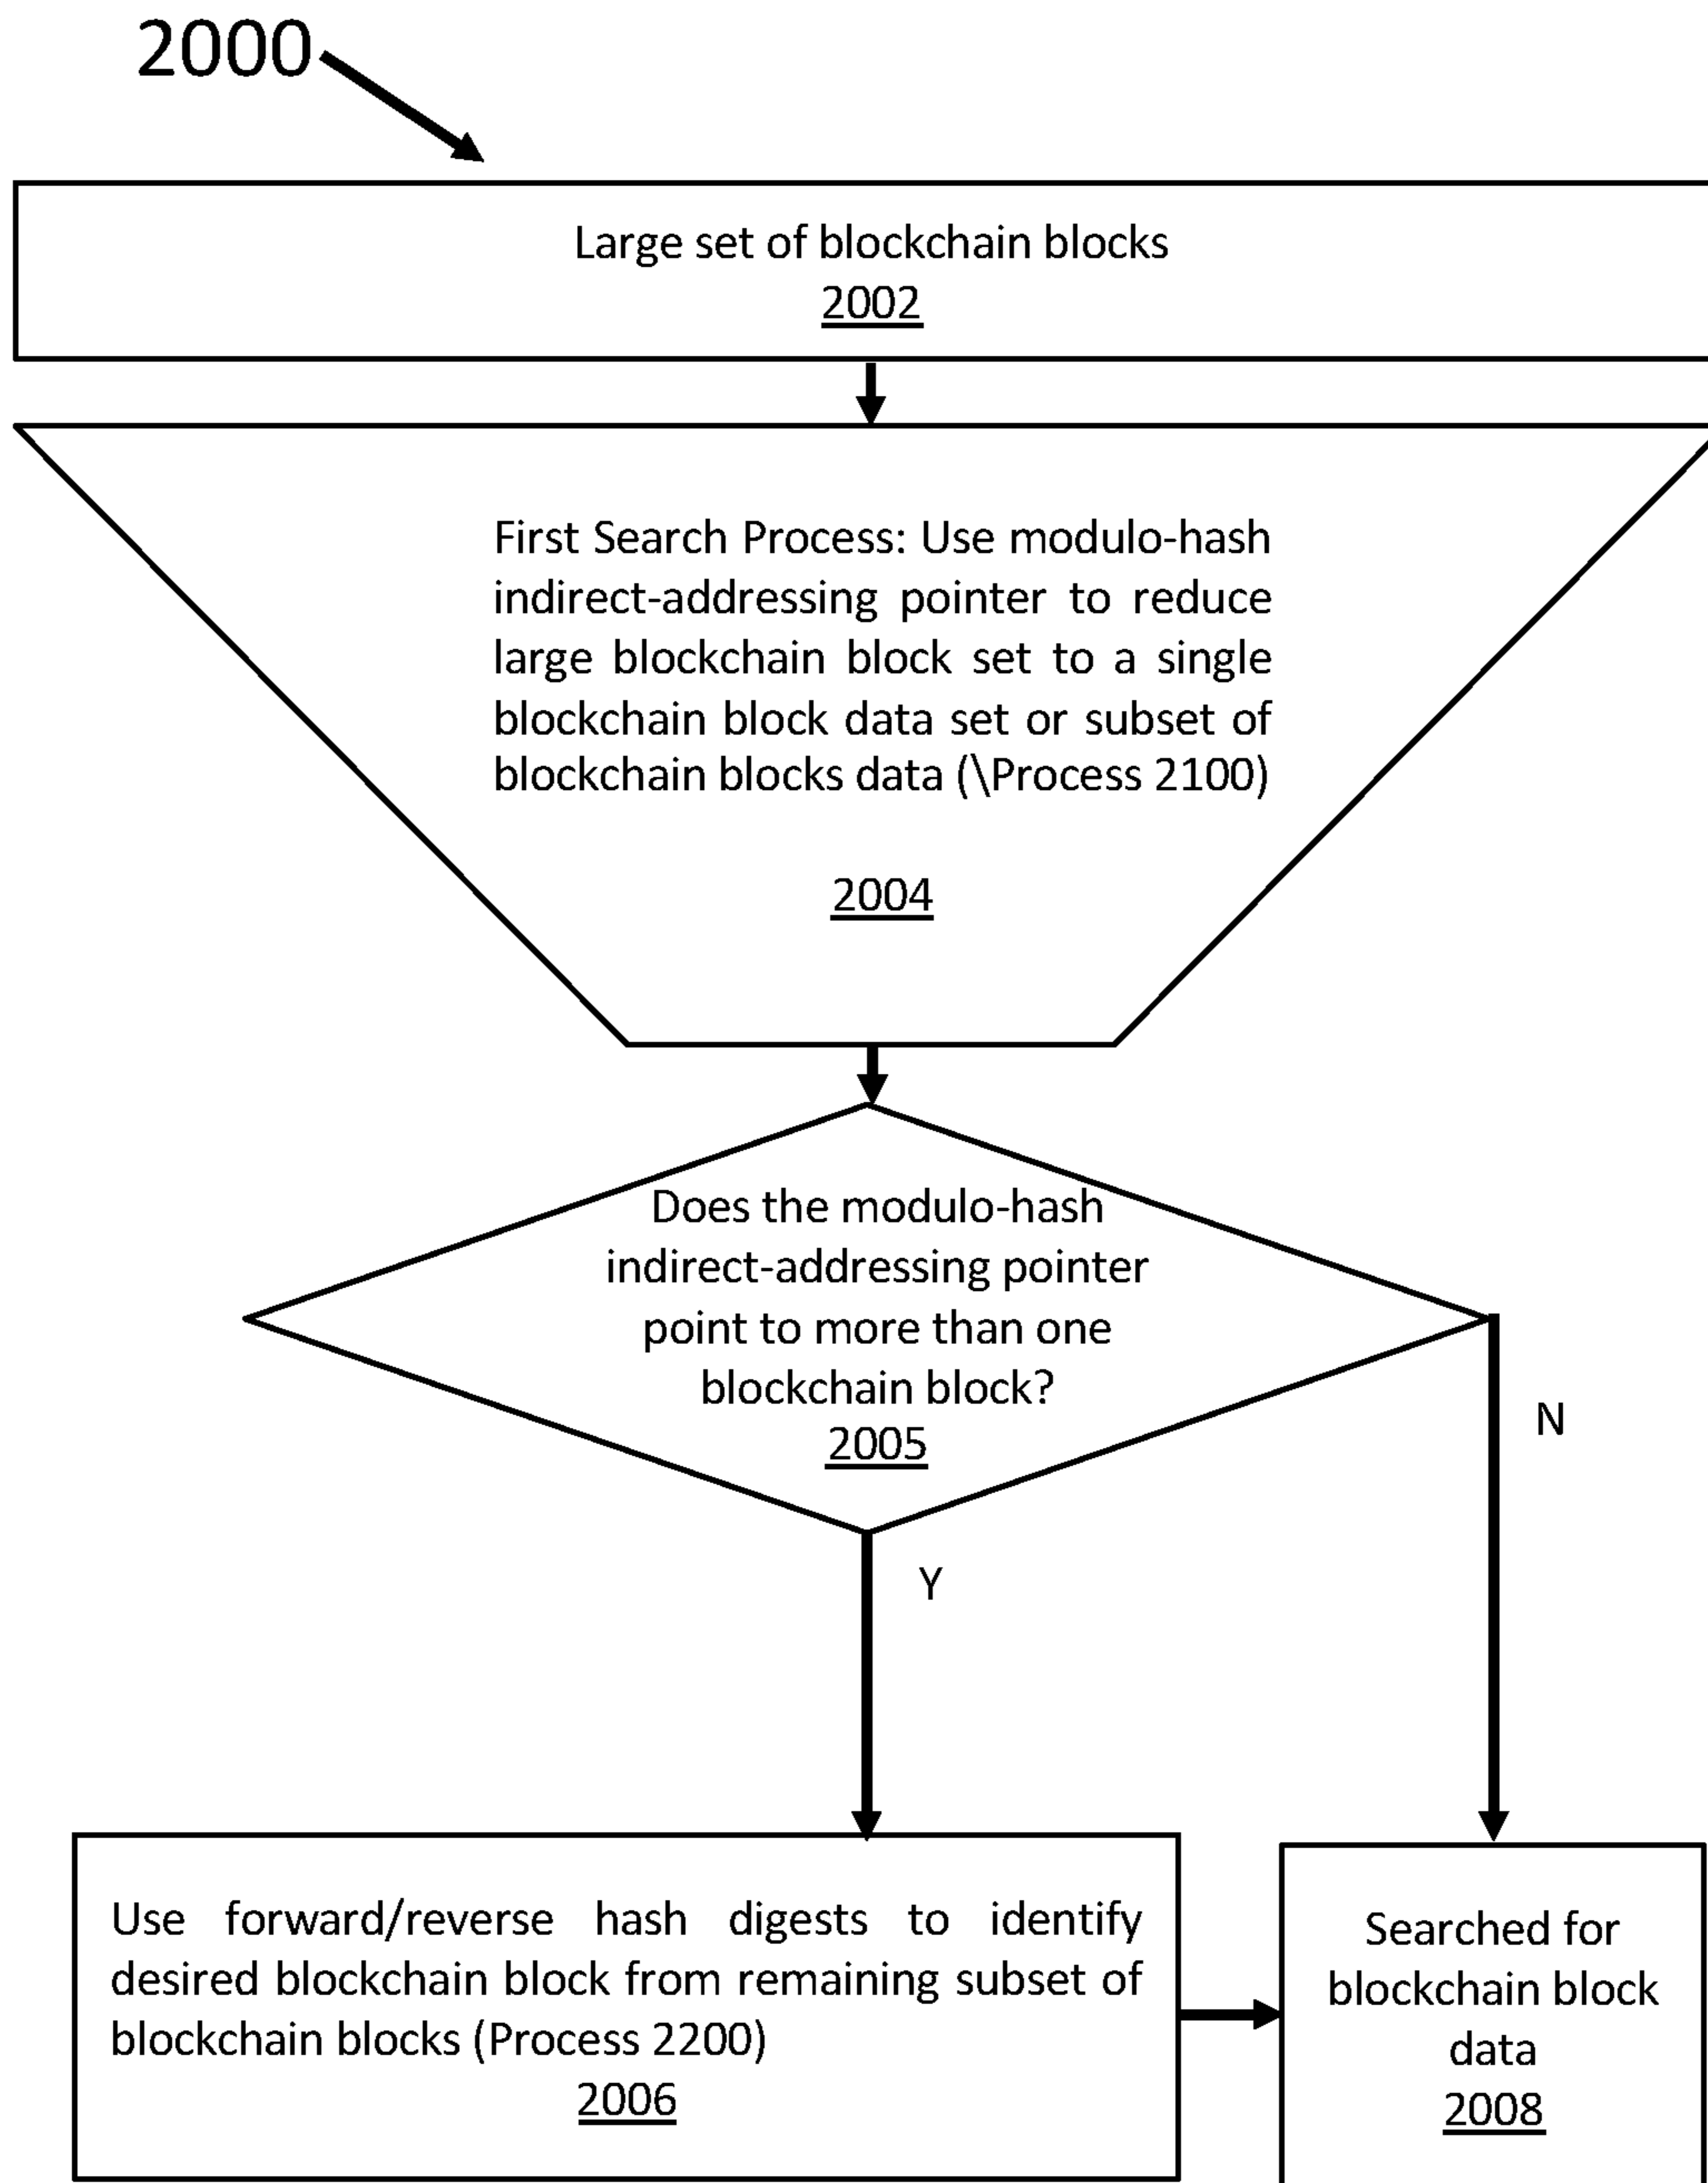 2000
Large set of blockchain blocks
2002
First Search Process: Use modulo-hash
indirect-addressing pointer to reduce
large blockchain block set to a single
blockchain block data set or subset of
blockchain blocks data (\Process 2100)
2004
Does the modulo-hash
indirect-addressing pointer
point to more than one
blockchain block?
2005
N
Y
Use forward/reverse hash digests to identify
desired blockchain block from remaining subset of
blockchain blocks (Process 2200)
2006
Searched for
blockchain block
data
2008